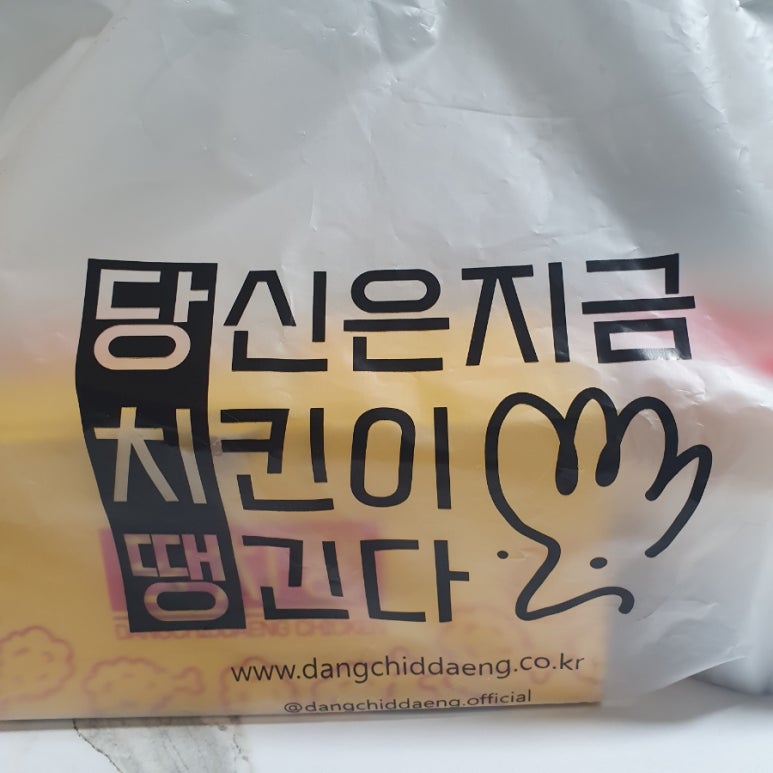 당신은지금
치킨이
땡긴다
www.dangchiddaeng.co.kr
@dangchiddaeng.official